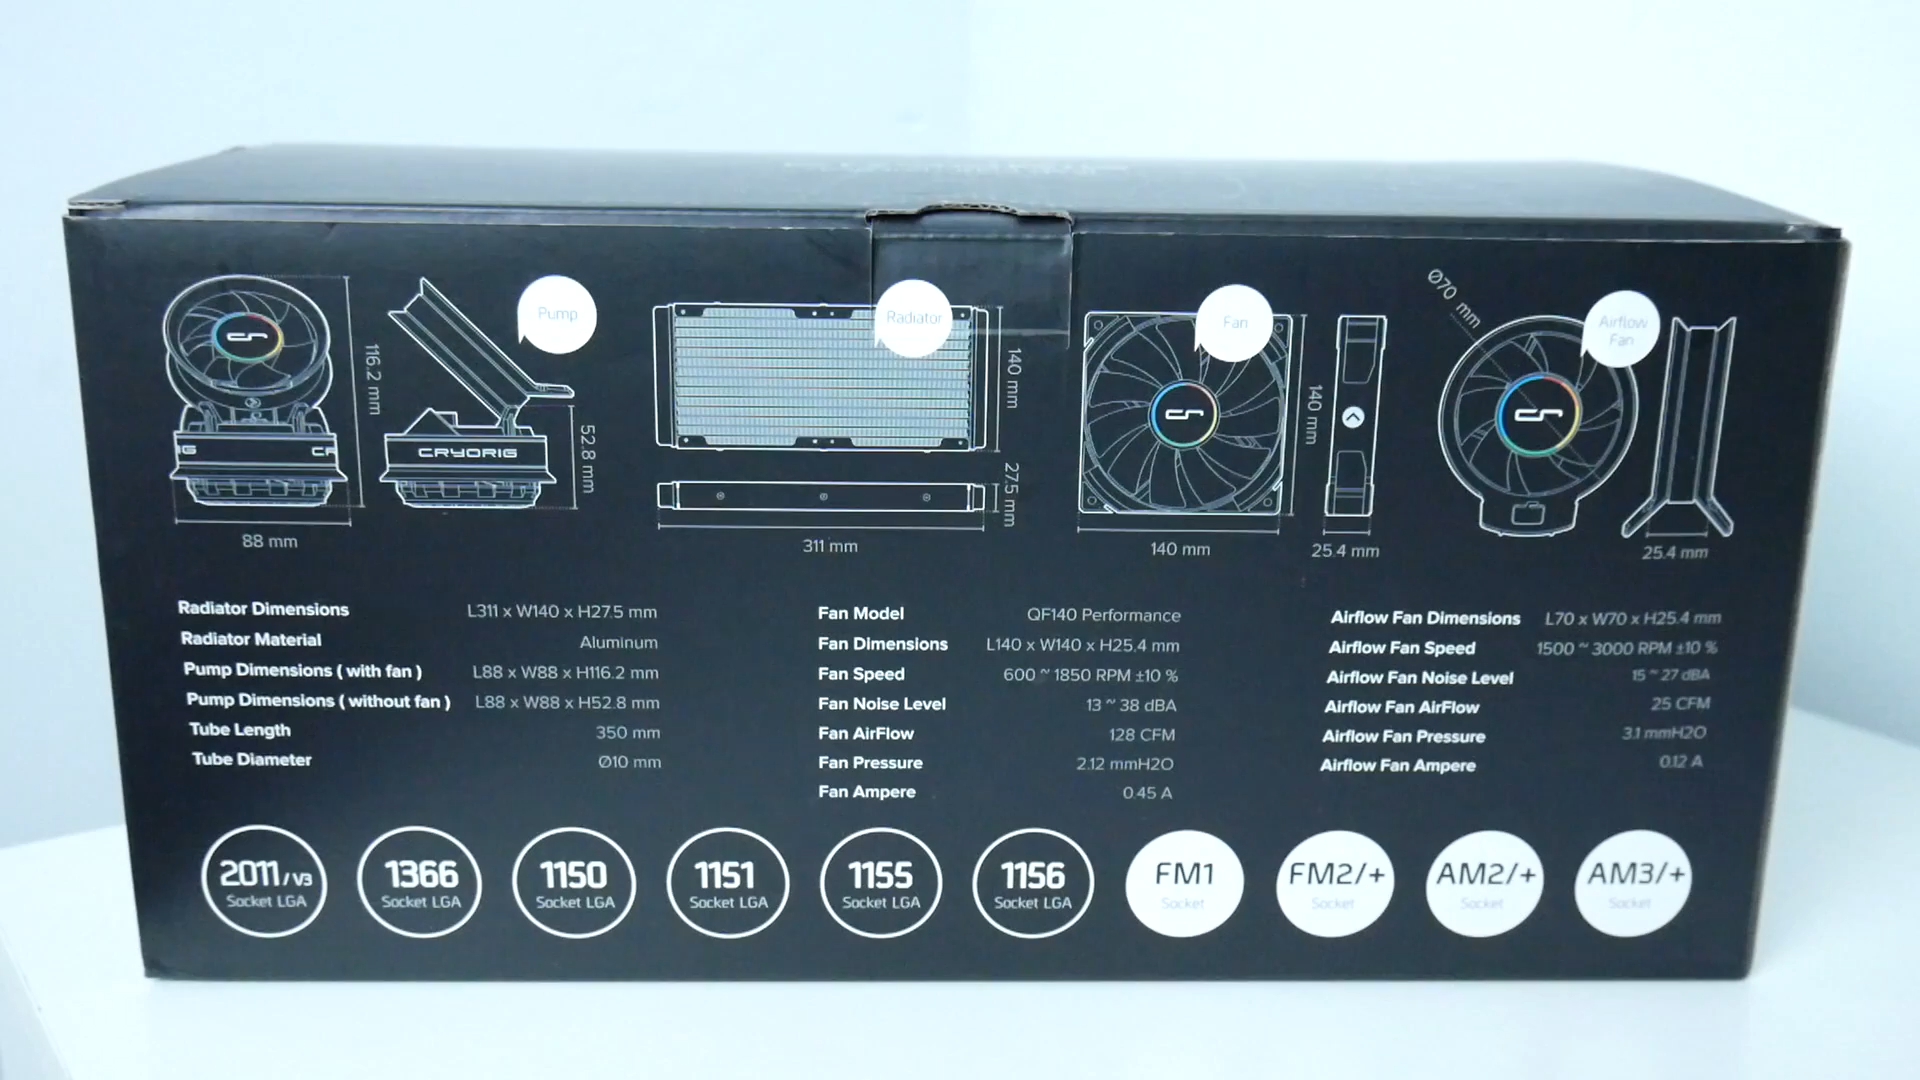 Pump
Radiator
Fan
Airflow
Fan
Ø70 mm
116.2 mm
52.8 mm
CRYORIG
88 mm
140 mm
27.5 mm
311 mm
140 mm
140 mm
25.4 mm
25.4 mm
Radiator Dimensions L311 x W140 x H27.5 mm
Radiator Material Aluminum
Pump Dimensions ( with fan ) L88 x W88 x H116.2 mm
Pump Dimensions ( without fan ) L88 x W88 x H52.8 mm
Tube Length 350 mm
Tube Diameter Ø10 mm
Fan Model QF140 Performance
Fan Dimensions L140 x W140 x H25.4 mm
Fan Speed 600 ~ 1850 RPM ±10 %
Fan Noise Level 13 ~ 38 dBA
Fan AirFlow 128 CFM
Fan Pressure 2.12 mmH2O
Fan Ampere 0.45 A
Airflow Fan Dimensions L70 x W70 x H25.4 mm
Airflow Fan Speed 1500 ~ 3000 RPM ±10 %
Airflow Fan Noise Level 15 ~ 27 dBA
Airflow Fan AirFlow 25 CFM
Airflow Fan Pressure 3.1 mmH2O
Airflow Fan Ampere 0.12 A
2011 / V3
Socket LGA
1366
Socket LGA
1150
Socket LGA
1151
Socket LGA
1155
Socket LGA
1156
Socket LGA
FM1
Socket
FM2/+
Socket
AM2/+
Socket
AM3/+
Socket